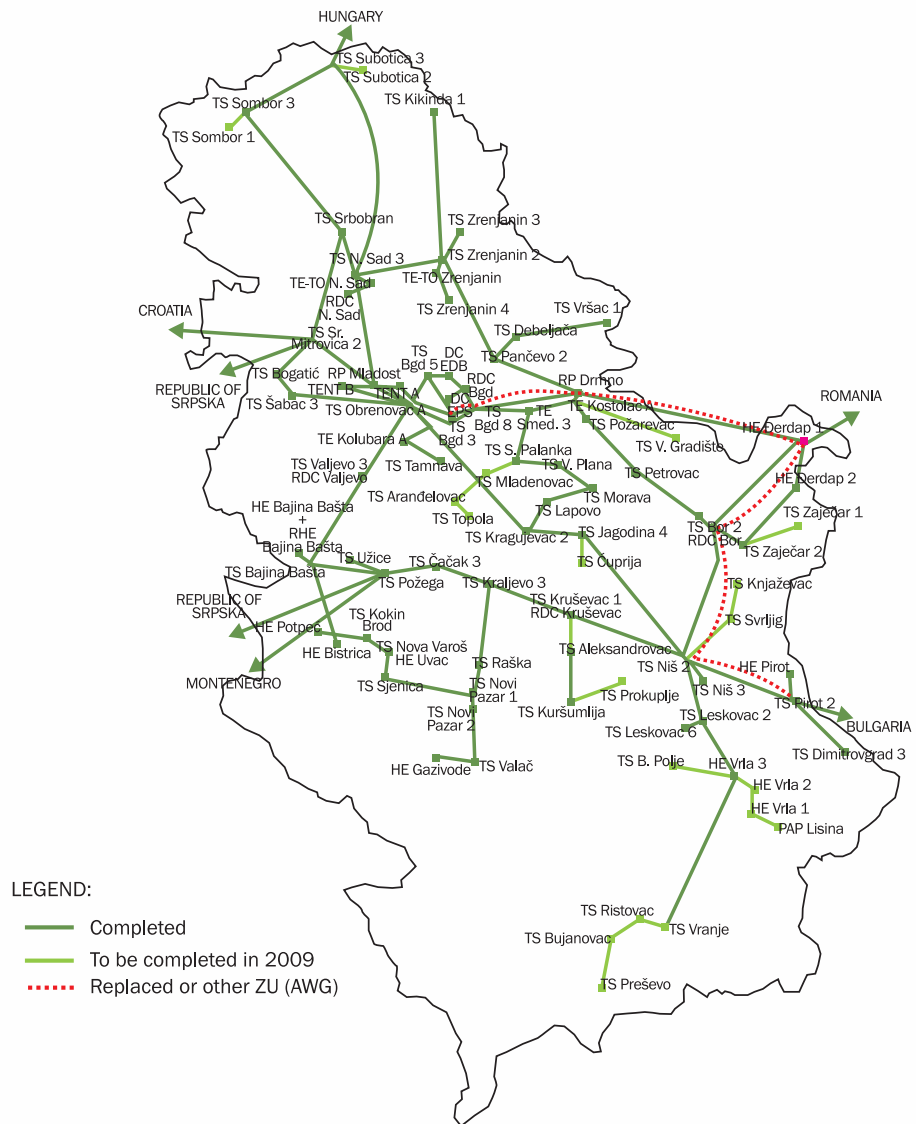 HUNGARY
TS Subotica 3
TS Subotica 2
TS Sombor 3
TS Kikinda 1
TS Sombor 1
TS Srbobran
TS Zrenjanin 3
TS N. Sad 3
TS Zrenjanin 2
TE-TO N. Sad
TE-TO Zrenjanin
RDC
N. Sad
TS Zrenjanin 4
TS Vršac 1
CROATIA
TS Debeljača
TS Sr.
Mitrovica 2
TS Pančevo 2
TS
Bgd 5
DC
EDB
RDC
Bgd
REPUBLIC OF
SRPSKA
TS Bogatić
RP Mladost
RP Drmno
TENT B
TENT A
DC
EPS
ROMANIA
TS Šabac 3
TS Obrenovac A
TS
Bgd 3
TS
Bgd 8
TE
Smed. 3
TE Kostolac A
TS Požarevac
HE Đerdap 1
TE Kolubara A
TS V. Gradište
TS Valjevo 3
RDC Valjevo
TS Tamnava
TS S. Palanka
TS V. Plana
TS Petrovac
HE Đerdap 2
TS Mladenovac
TS Aranđelovac
TS Morava
HE Bajina Bašta
+
RHE
Bajina Bašta
TS Lapovo
TS Zaječar 1
TS Topola
TS Bor 2
RDC Bor
TS Kragujevac 2
TS Jagodina 4
TS Zaječar 2
TS Užice
TS Čačak 3
TS Ćuprija
TS Bajina Bašta
TS Požega
TS Kraljevo 3
TS Knjaževac
REPUBLIC OF
SRPSKA
TS Kokin
Brod
TS Kruševac 1
RDC Kruševac
TS Svrljig
HE Potpeć
TS Nova Varoš
HE Uvac
TS Aleksandrovac
HE Bistrica
TS Niš 2
HE Pirot
MONTENEGRO
TS Sjenica
TS Raška
TS Niš 3
TS Novi
Pazar 1
TS Prokuplje
TS Pirot 2
TS Novi
Pazar 2
TS Kuršumlija
TS Leskovac 2
BULGARIA
TS Leskovac 6
HE Gazivode
TS Valač
TS B. Polje
HE Vrla 3
TS Dimitrovgrad 3
HE Vrla 2
HE Vrla 1
PAP Lisina
LEGEND:
Completed
TS Ristovac
TS Vranje
TS Bujanovac
To be completed in 2009
TS Preševo
Replaced or other ZU (AWG)